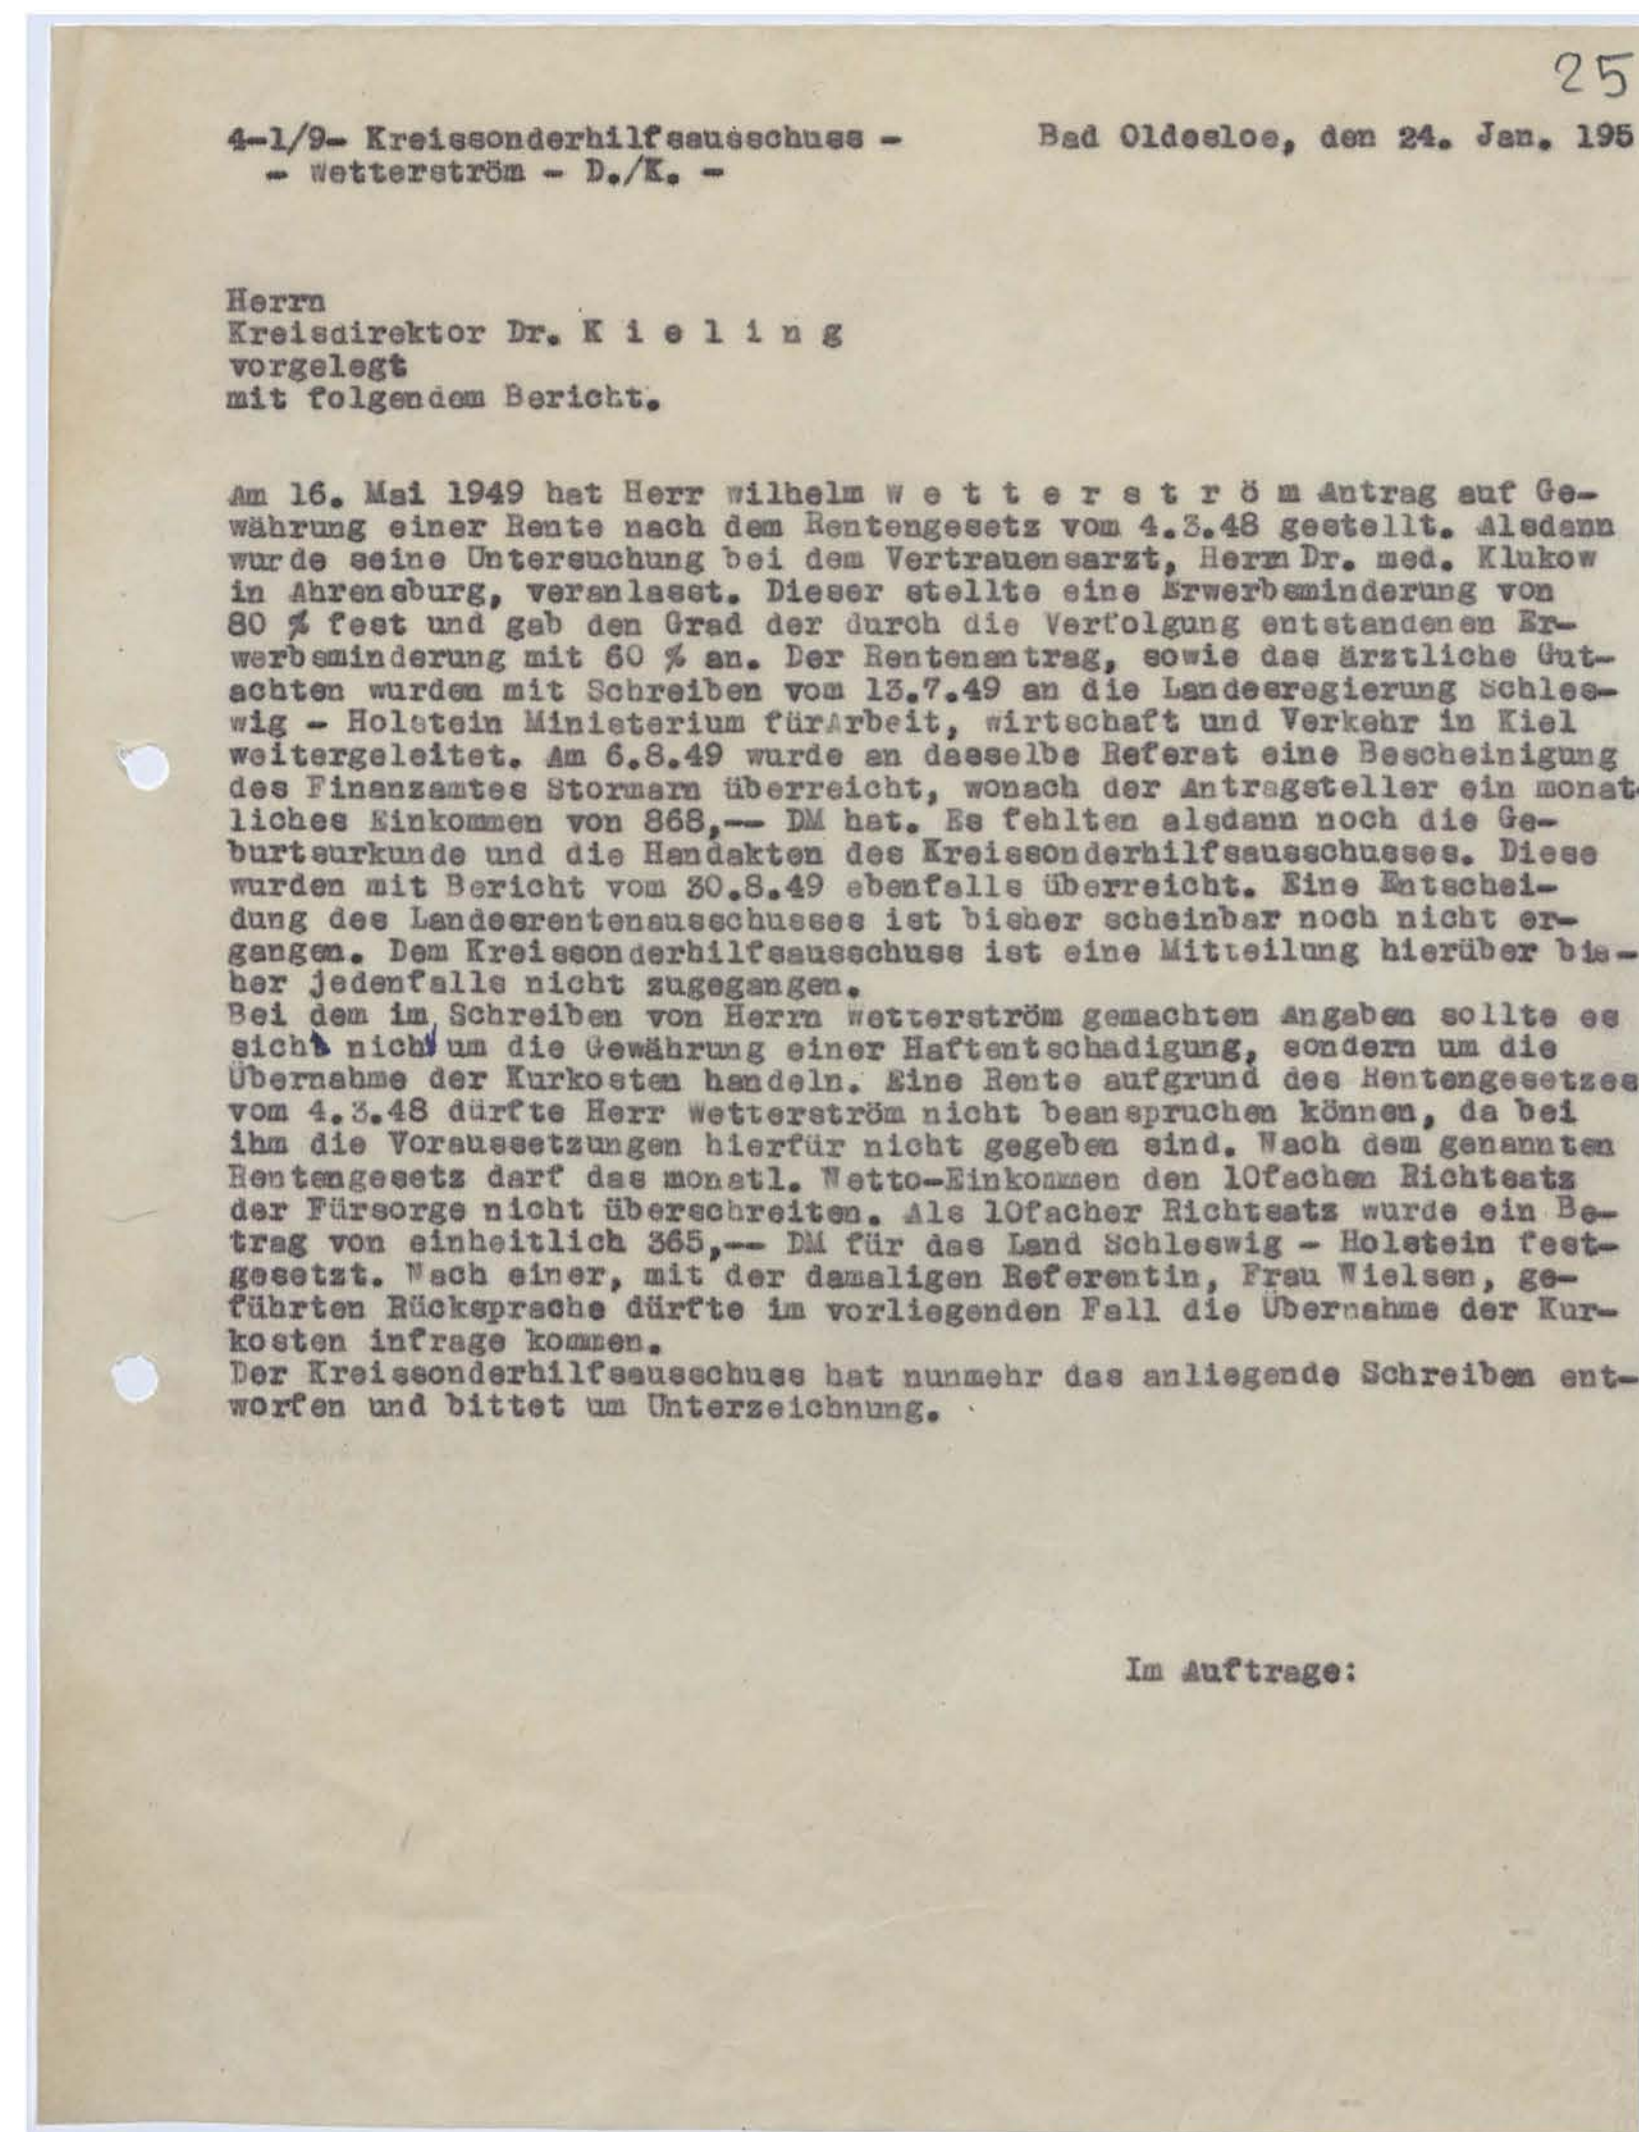 25
4-1/9- Kreissonderhilfsausschuss -
Bad Oldesloe, den 24. Jan. 195
- Wetterström - D./K. -
Herrn
Kreisdirektor Dr. K i e l i n g
vorgelegt
mit folgendem Bericht.
Am 16. Mai 1949 hat Herr Wilhelm W e t t e r s t r ö m Antrag auf Ge-
währung einer Rente nach dem Rentengesetz vom 4.3.48 gestellt. Alsdann
wurde seine Untersuchung bei dem Vertrauensarzt, Herrn Dr. med. Klukow
in Ahrensburg, veranlasst. Dieser stellte eine Erwerbsminderung von
80 % fest und gab den Grad der durch die Verfolgung entstandenen Er-
werbsminderung mit 60 % an. Der Rentenantrag, sowie das ärztliche Gut-
achten wurden mit Schreiben vom 13.7.49 an die Landesregierung Schles-
wig - Holstein Ministerium fürArbeit, Wirtschaft und Verkehr in Kiel
weitergeleitet. Am 6.8.49 wurde an dasselbe Referat eine Bescheinigung
des Finanzamtes Stormarn überreicht, wonach der Antragsteller ein monat-
liches Einkommen von 868,-- DM hat. Es fehlten alsdann noch die Ge-
burtsurkunde und die Handakten des Kreissonderhilfsausschusses. Diese
wurden mit Bericht vom 30.8.49 ebenfalls überreicht. Eine Entschei-
dung des Landesrentenausschusses ist bisher scheinbar noch nicht er-
gangen. Dem Kreissonderhilfsausschuss ist eine Mitteilung hierüber bis-
her jedenfalls nicht zugegangen.
Bei dem im Schreiben von Herrn Wetterström gemachten Angaben sollte es
sich nicht um die Gewährung einer Haftentschadigung, sondern um die
Übernahme der Kurkosten handeln. Eine Rente aufgrund des Rentengesetzes
vom 4.3.48 dürfte Herr Wetterström nicht beanspruchen können, da bei
ihm die Voraussetzungen hierfür nicht gegeben sind. Nach dem genannten
Rentengesetz darf das monatl. Netto-Einkommen den 10fachen Richtsatz
der Fürsorge nicht überschreiten. Als 10facher Richtsatz wurde ein Be-
trag von einheitlich 365,-- DM für das Land Schleswig - Holstein fest-
gesetzt. Nach einer, mit der damaligen Referentin, Frau Nielsen, ge-
führten Rücksprache dürfte im vorliegenden Fall die Übernahme der Kur-
kosten infrage kommen.
Der Kreissonderhilfsausschuss hat nunmehr das anliegende Schreiben ent-
worfen und bittet um Unterzeichnung.
Im Auftrage: